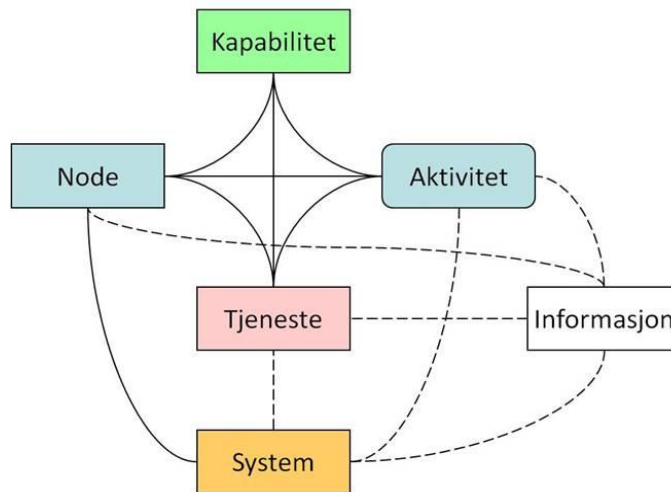 Kapabilitet
Node
Aktivitet
Tjeneste
Informasjon
System